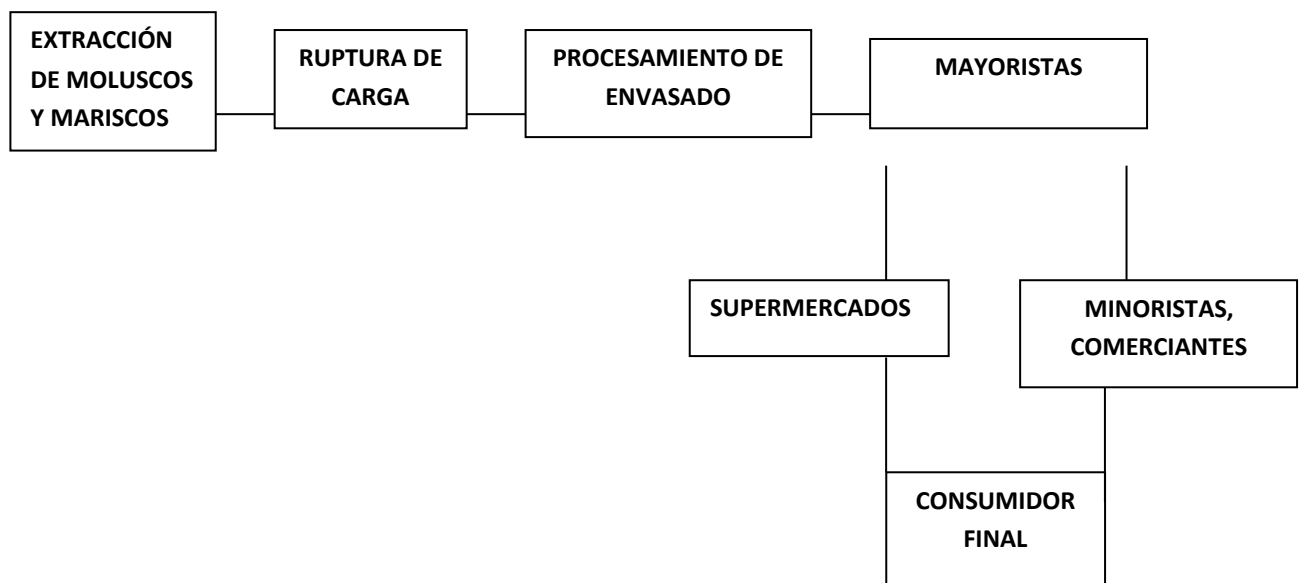 EXTRACCIÓN
DE MOLUSCOS
Y MARISCOS
RUPTURA DE
CARGA
PROCESAMIENTO DE
ENVASADO
MAYORISTAS
SUPERMERCADOS
MINORISTAS,
COMERCIANTES
CONSUMIDOR
FINAL